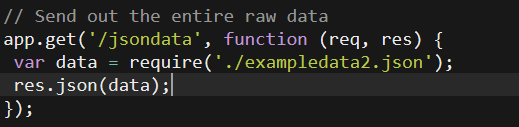 // Send out the entire raw data
app.get('/jsondata', function (req, res) {
 var data = require('./exampledata2.json');
 res.json(data);
});